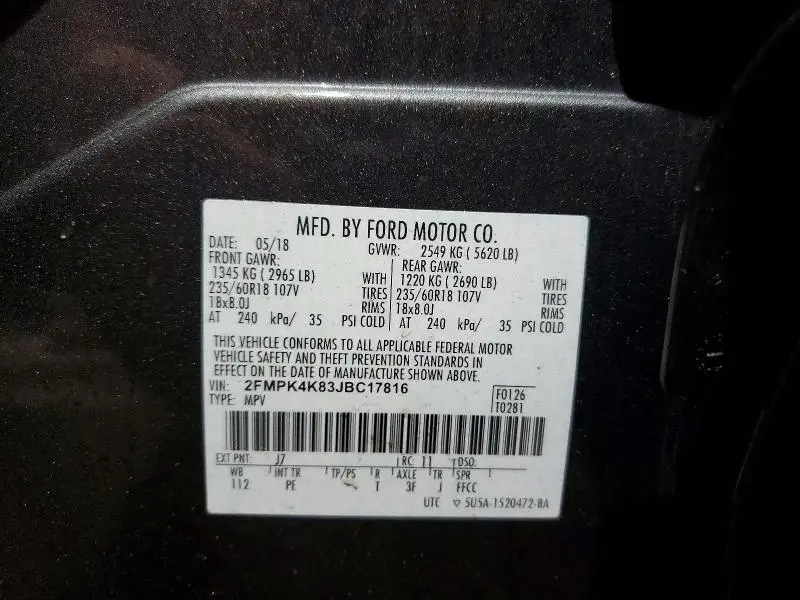 MFD. BY FORD MOTOR CO.
DATE: 05/18 GVWR: 2549 KG ( 5620 LB)
FRONT GAWR: REAR GAWR:
1345 KG ( 2965 LB) WITH 1220 KG ( 2690 LB) WITH
235/60R18 107V TIRES 235/60R18 107V TIRES
18x8.0J RIMS 18x8.0J RIMS
AT 240 kPa/ 35 PSI COLD AT 240 kPa/ 35 PSI COLD
THIS VEHICLE CONFORMS TO ALL APPLICABLE FEDERAL MOTOR
VEHICLE SAFETY AND THEFT PREVENTION STANDARDS IN
EFFECT ON THE DATE OF MANUFACTURE SHOWN ABOVE.
VIN: 2FMPK4K83JBC17816
TYPE: MPV
F0126
T0281
EXT PNT: J7 RC: 11 DSO:
WB INT TR TP/PS R AXLE TR SPR
112 PE T 3F J FFCC
UTC ▽ 5U5A-1520472-BA